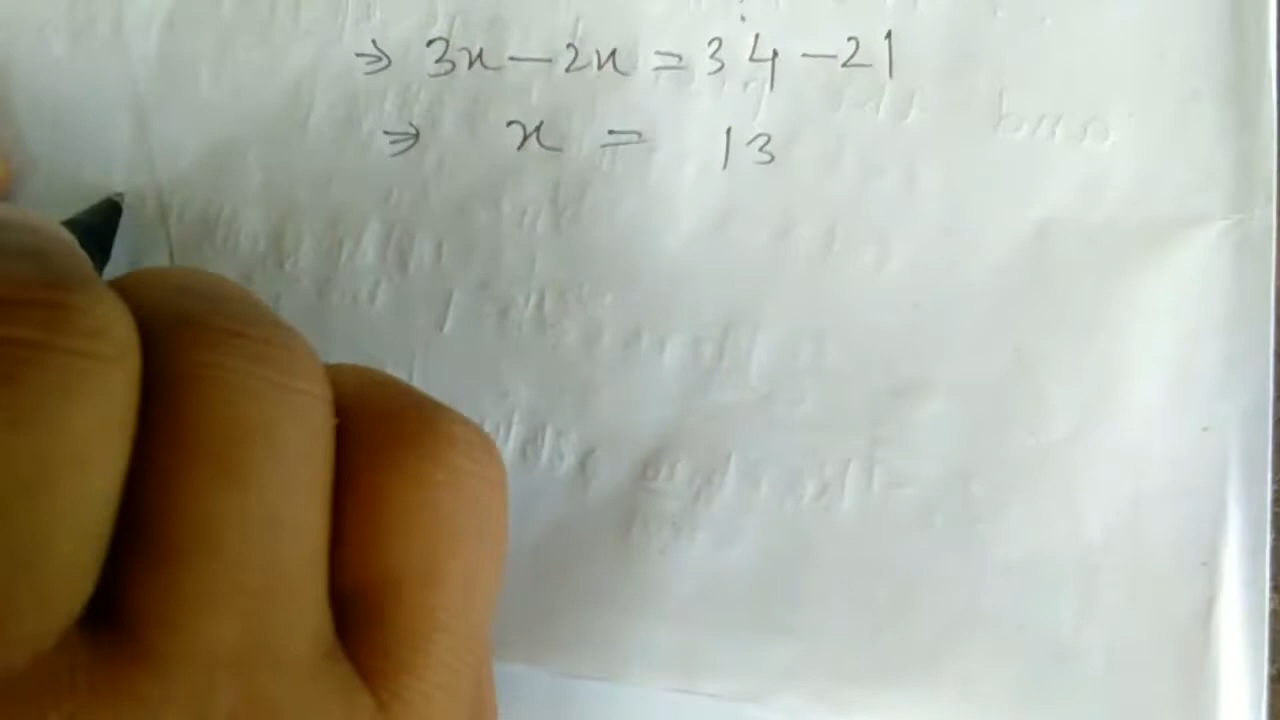 ⇒ 3x - 2x = 34 - 21
⇒ x = 13